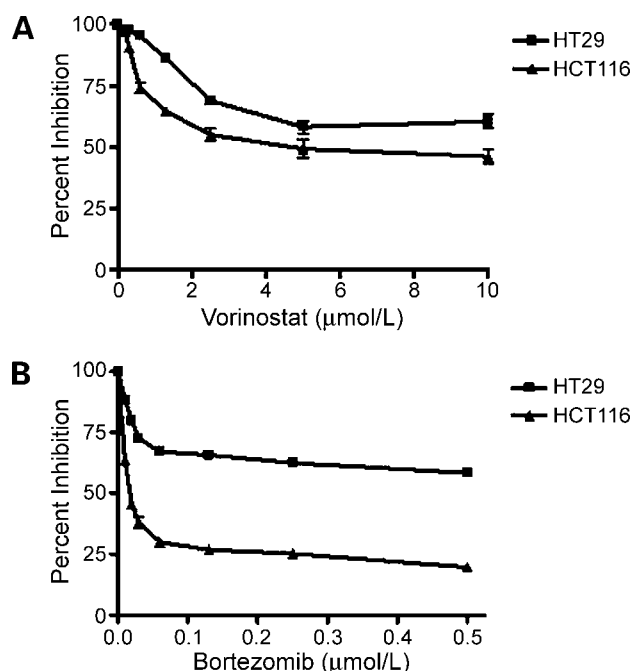 A
100
75
50
25
0
Percent Inhibition
0 2 4 6 8 10
Vorinostat (μmol/L)
HT29
HCT116
B
100
75
50
25
0
Percent Inhibition
0.0 0.1 0.2 0.3 0.4 0.5
Bortezomib (μmol/L)
HT29
HCT116